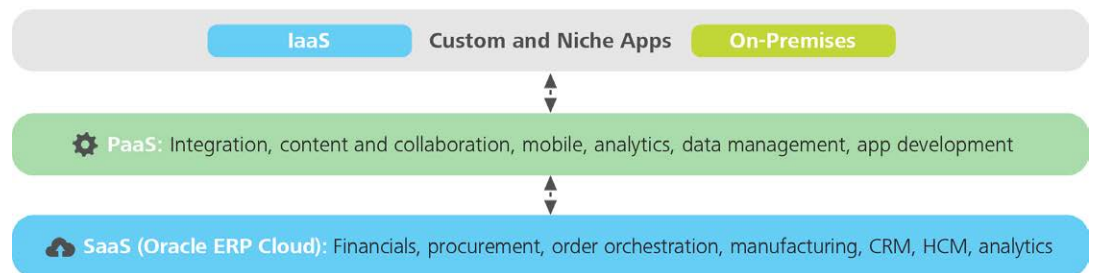 IaaS Custom and Niche Apps On-Premises
PaaS: Integration, content and collaboration, mobile, analytics, data management, app development
SaaS (Oracle ERP Cloud): Financials, procurement, order orchestration, manufacturing, CRM, HCM, analytics